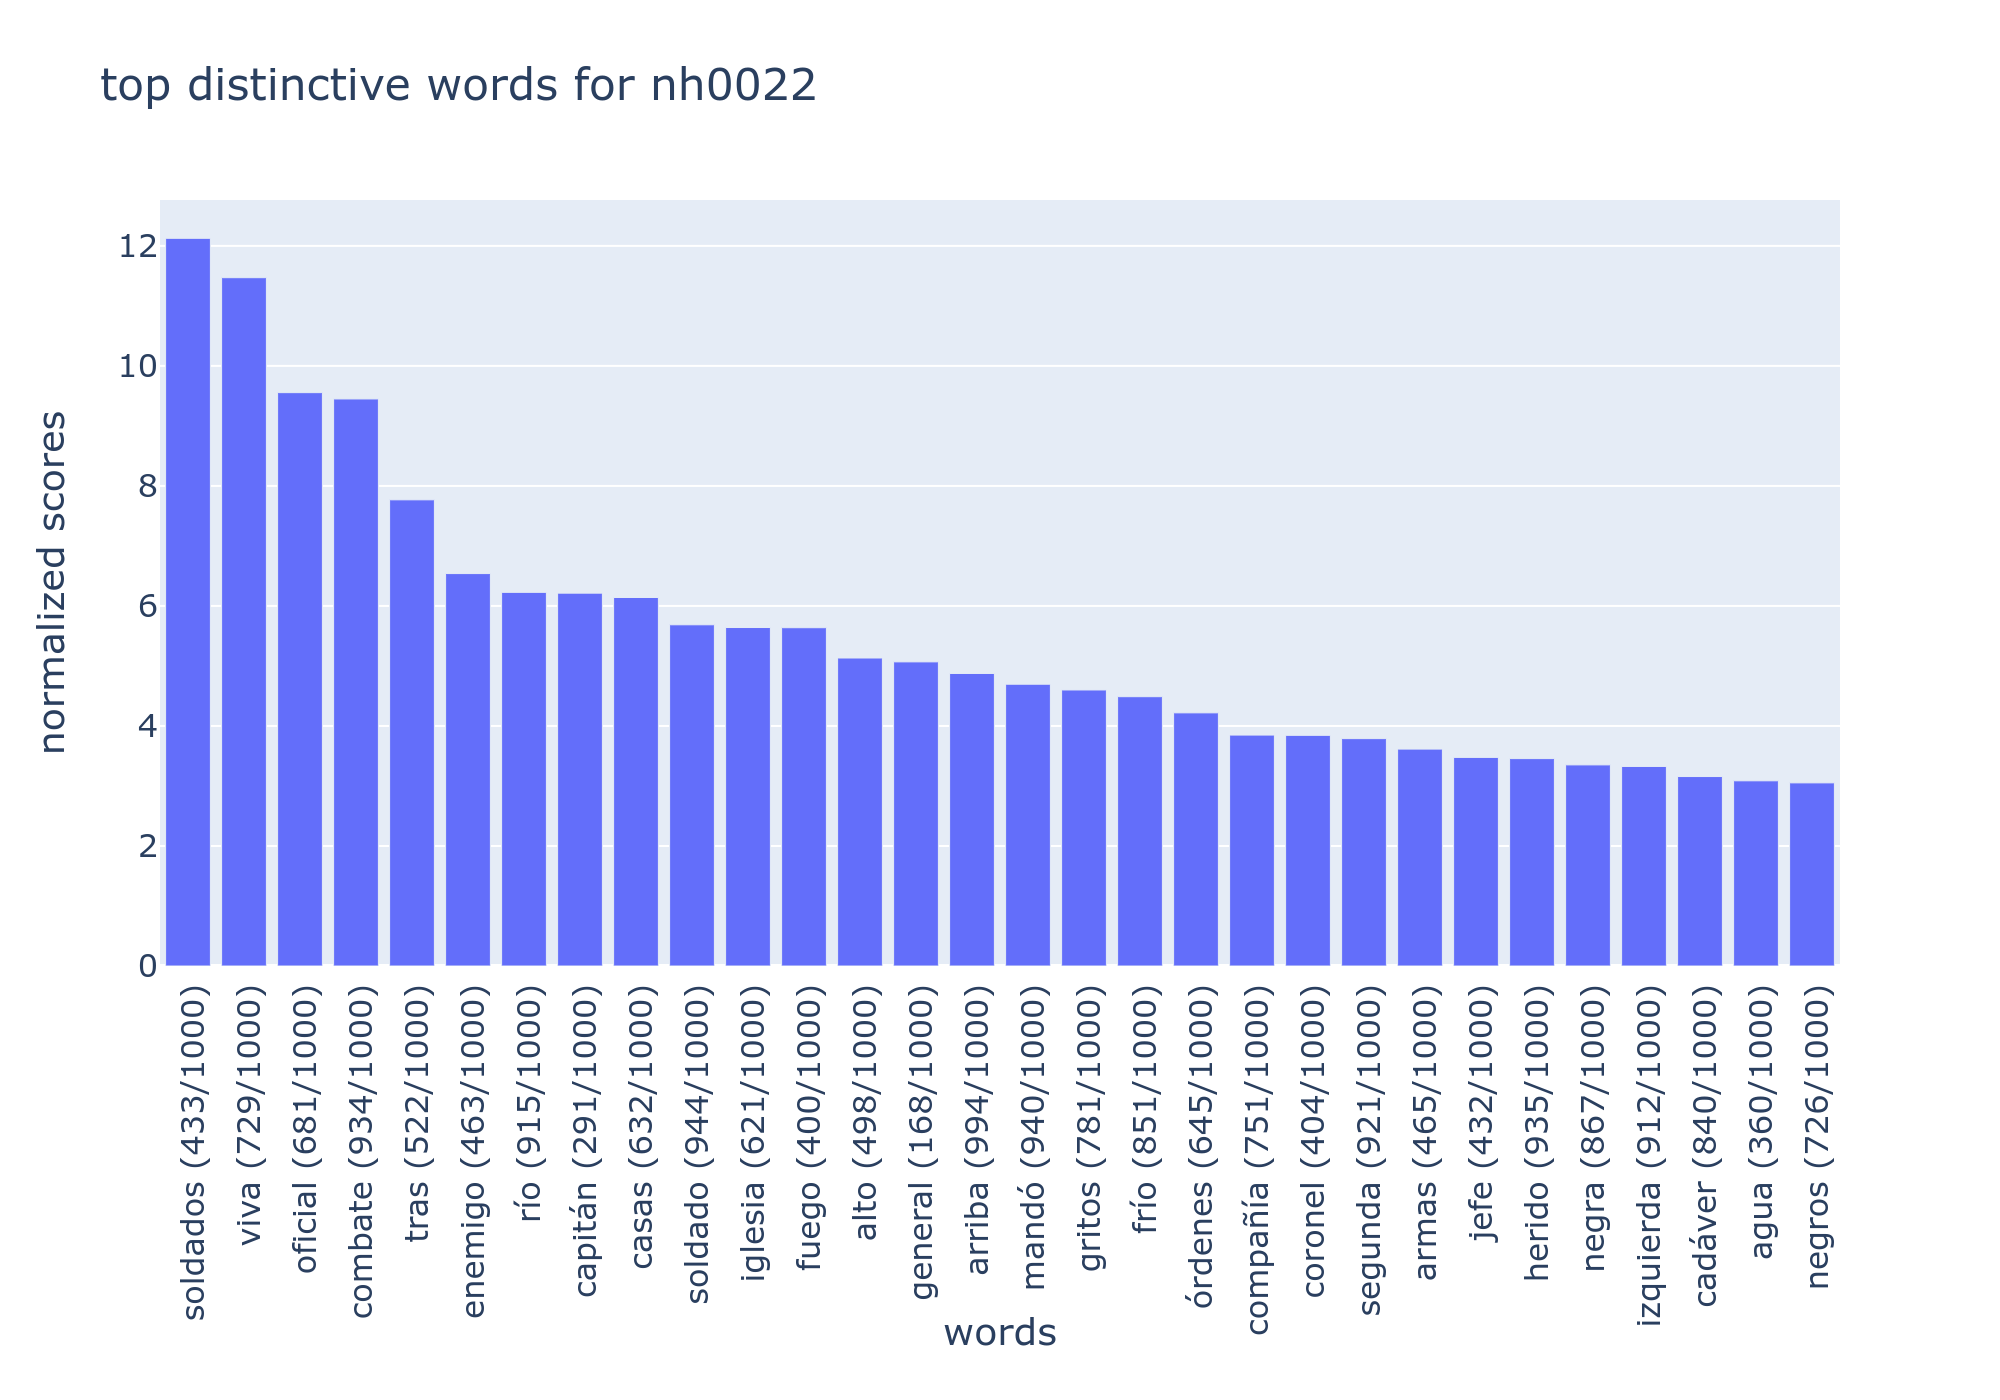 top distinctive words for nh0022
normalized scores
12
10
8
6
4
2
0
soldados (433/1000)
viva (729/1000)
oficial (681/1000)
combate (934/1000)
tras (522/1000)
enemigo (463/1000)
río (915/1000)
capitán (291/1000)
casas (632/1000)
soldado (944/1000)
iglesia (621/1000)
fuego (400/1000)
alto (498/1000)
general (168/1000)
arriba (994/1000)
mandó (940/1000)
gritos (781/1000)
frío (851/1000)
órdenes (645/1000)
compañía (751/1000)
coronel (404/1000)
segunda (921/1000)
armas (465/1000)
jefe (432/1000)
herido (935/1000)
negra (867/1000)
izquierda (912/1000)
cadáver (840/1000)
agua (360/1000)
negros (726/1000)
words